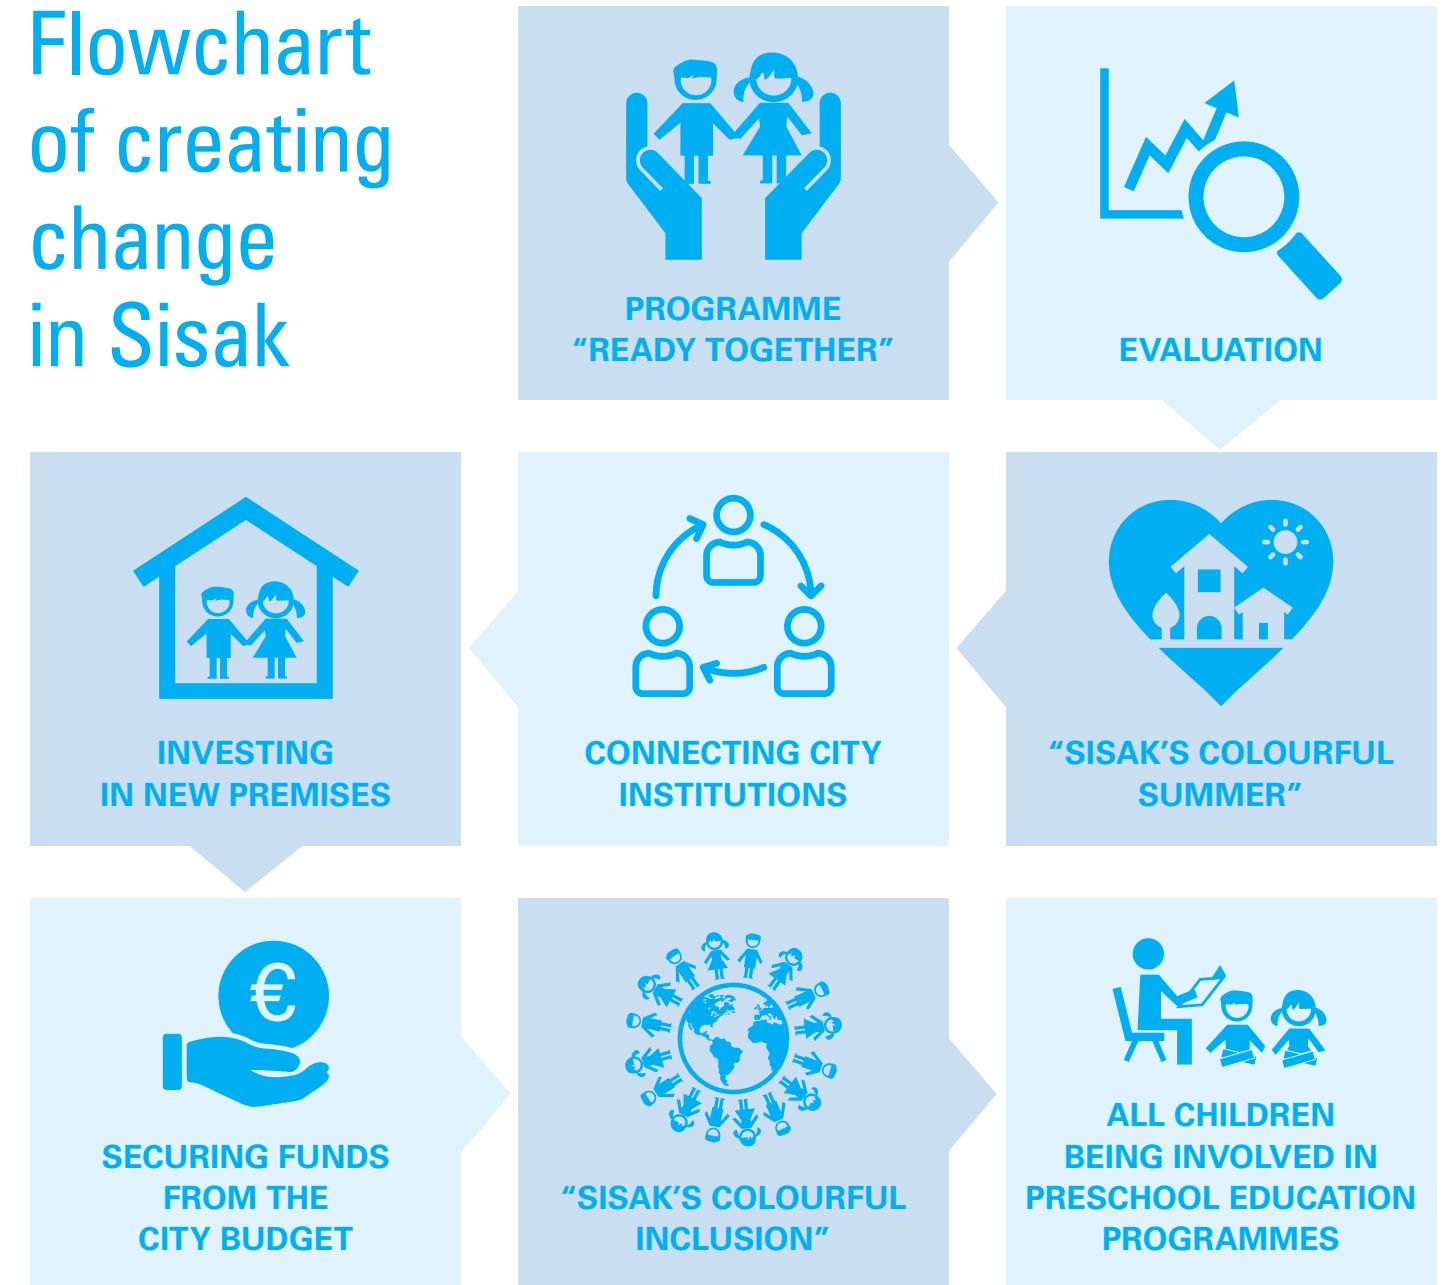 Flowchart
of creating
change
in Sisak
PROGRAMME
“READY TOGETHER”
EVALUATION
“SISAK’S COLOURFUL
SUMMER”
CONNECTING CITY
INSTITUTIONS
INVESTING
IN NEW PREMISES
€
SECURING FUNDS
FROM THE
CITY BUDGET
“SISAK’S COLOURFUL
INCLUSION”
ALL CHILDREN
BEING INVOLVED IN
PRESCHOOL EDUCATION
PROGRAMMES